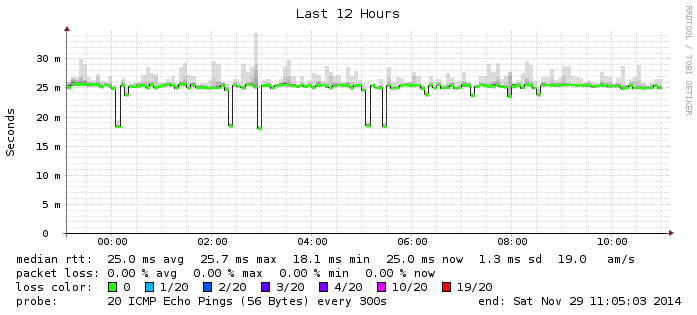 Last 12 Hours
RRDTOOL / TOBI OETIKER
Seconds
30 m
25 m
20 m
15 m
10 m
5 m
0
00:00 02:00 04:00 06:00 08:00 10:00
median rtt: 25.0 ms avg 25.7 ms max 18.1 ms min 25.0 ms now 1.3 ms sd 19.0 am/s
packet loss: 0.00 % avg 0.00 % max 0.00 % min 0.00 % now
loss color: 0 1/20 2/20 3/20 4/20 10/20 19/20
probe: 20 ICMP Echo Pings (56 Bytes) every 300s end: Sat Nov 29 11:05:03 2014